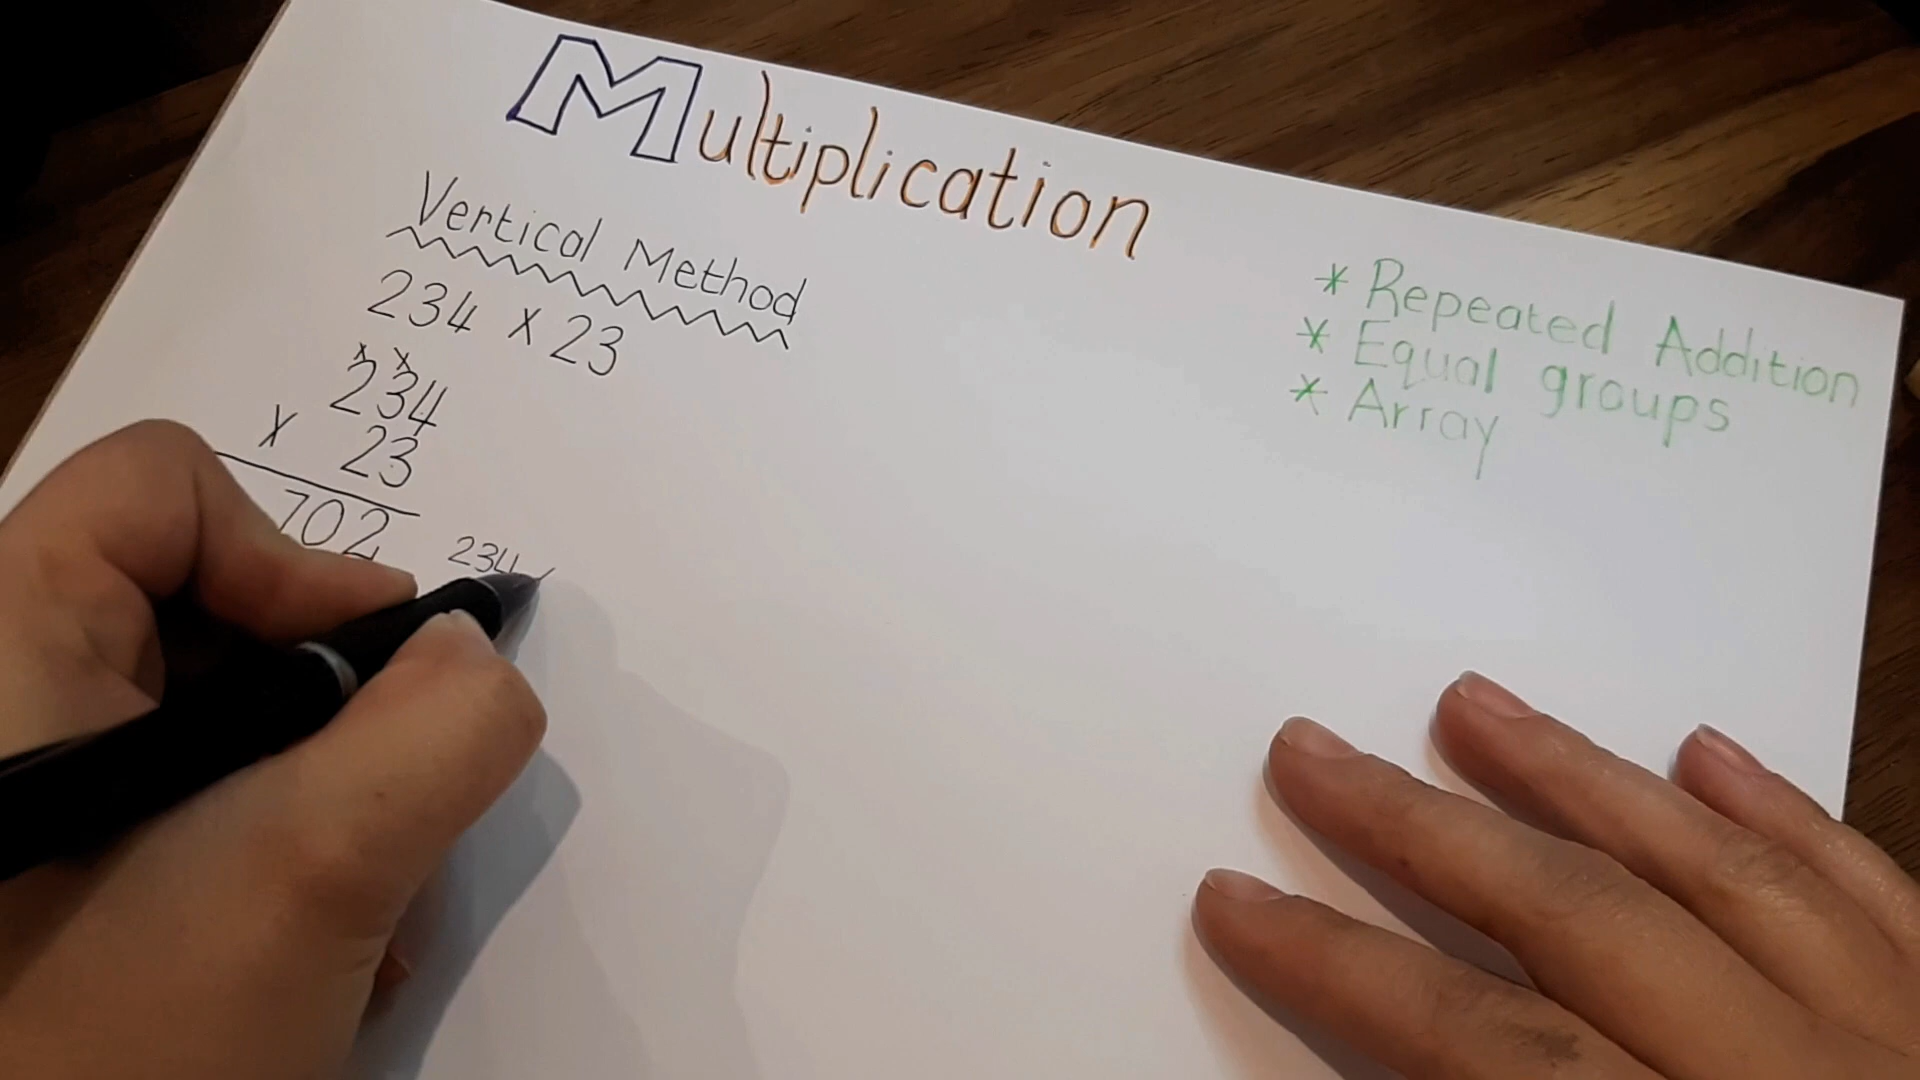 Multiplication
Vertical Method
234 x 23
234
x 23
702
234
* Repeated Addition
* Equal groups
* Array